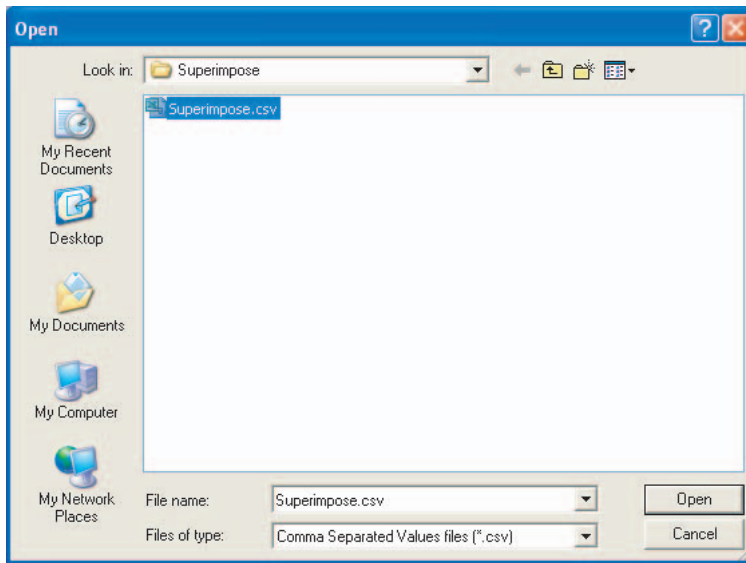 Open
Look in: Superimpose
Superimpose.csv
My Recent
Documents
Desktop
My Documents
My Computer
My Network
Places
File name: Superimpose.csv Open
Files of type: Comma Separated Values files (*.csv) Cancel